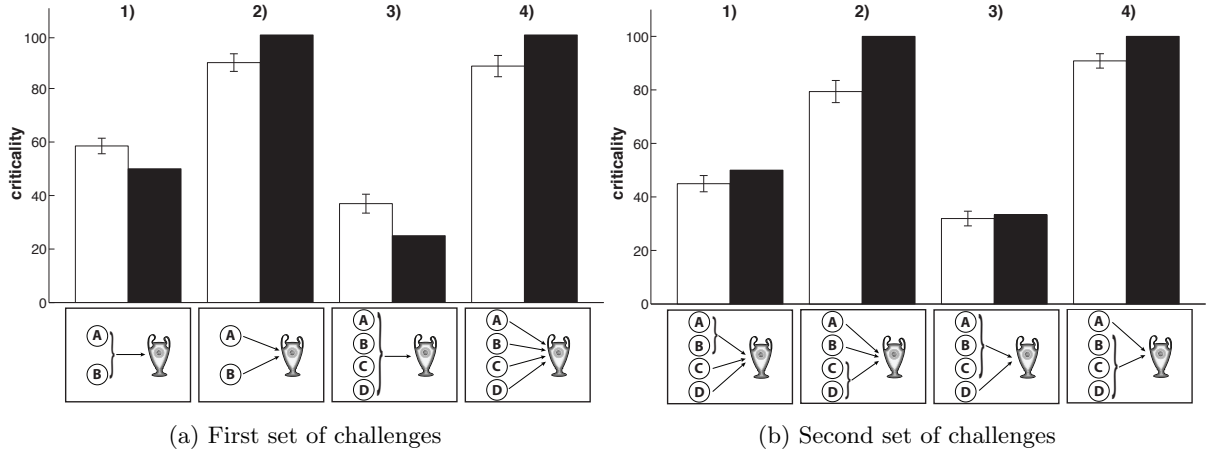 1) 2) 3) 4)
criticality
100
80
60
40
20
0
A
B
A
B
A
B
C
D
A
B
C
D
(a) First set of challenges
1) 2) 3) 4)
criticality
100
80
60
40
20
0
A
B
C
D
A
B
C
D
A
B
C
D
A
B
C
D
(b) Second set of challenges